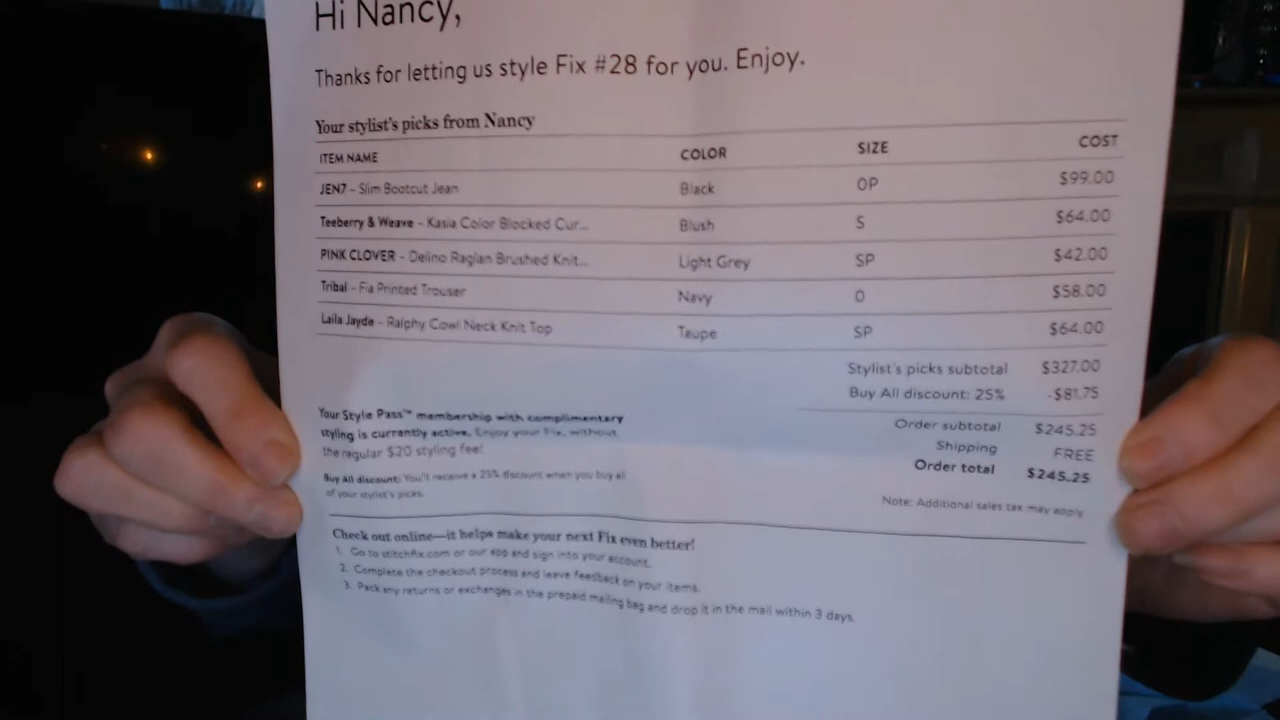 Hi Nancy,
Thanks for letting us style Fix #28 for you. Enjoy.
Your stylist's picks from Nancy
ITEM NAME COLOR SIZE COST
JEN7 - Slim Bootcut Jean Black 0P $99.00
Teeberry & Weave - Kasia Color Blocked Cur... Blush S $64.00
PINK CLOVER - Delino Raglan Brushed Knit... Light Grey SP $42.00
Tribal - Fia Printed Trouser Navy 0 $58.00
Laila Jayde - Ralphy Cowl Neck Knit Top Taupe SP $64.00
Stylist's picks subtotal $327.00
Buy All discount: 25% -$81.75
Order subtotal $245.25
Shipping FREE
Order total $245.25
Note: Additional sales tax may apply
Your Style Pass™ membership with complimentary
styling is currently active. Enjoy your Fix, without
the regular $20 styling fee!
Buy All discount: You'll receive a 25% discount when you buy all
of your stylist's picks.
Check out online—it helps make your next Fix even better!
1. Go to stitchfix.com or our app and sign into your account.
2. Complete the checkout process and leave feedback on your items.
3. Pack any returns or exchanges in the prepaid mailing bag and drop it in the mail within 3 days.